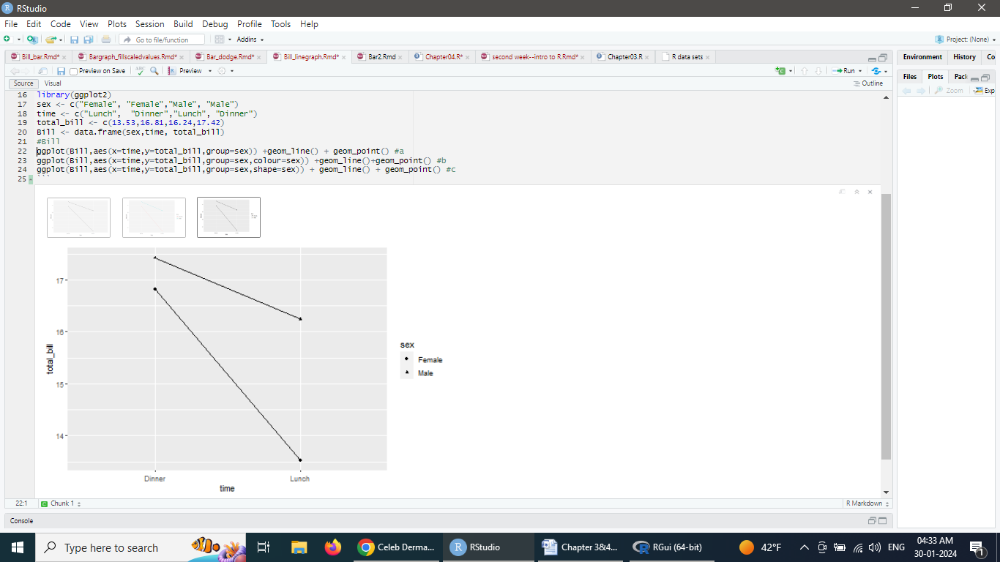 RStudio
File Edit Code View Plots Session Build Debug Profile Tools Help
Go to file/function Addins Project: (None)
Bill_bar.Rmd* Bargraph_fillscaledvalues.Rmd* Bar_dodge.Rmd* Bill_linegraph.Rmd* Bar2.Rmd Chapter04.R* second week--intro to R.Rmd* Chapter03.R R data sets
Environment History Co
Preview on Save ABC Preview Run
Files Plots Pack
Source Visual Outline
Zoom Exp
16 library(ggplot2)
17 sex <- c("Female", "Female","Male", "Male")
18 time <- c("Lunch",  "Dinner","Lunch", "Dinner")
19 total_bill <- c(13.53,16.81,16.24,17.42)
20 Bill <- data.frame(sex,time, total_bill)
21 #Bill
22 ggplot(Bill,aes(x=time,y=total_bill,group=sex)) +geom_line() + geom_point() #a
23 ggplot(Bill,aes(x=time,y=total_bill,group=sex,colour=sex)) +geom_line()+geom_point() #b
24 ggplot(Bill,aes(x=time,y=total_bill,group=sex,shape=sex)) + geom_line() + geom_point() #c
25 ```
17
16
15
14
total_bill
Dinner Lunch
time
sex
Female
Male
22:1 C Chunk 1 R Markdown
Console
Type here to search Celeb Derma... RStudio Chapter 3&4... RGui (64-bit) 42°F ENG 04:33 AM
30-01-2024 1